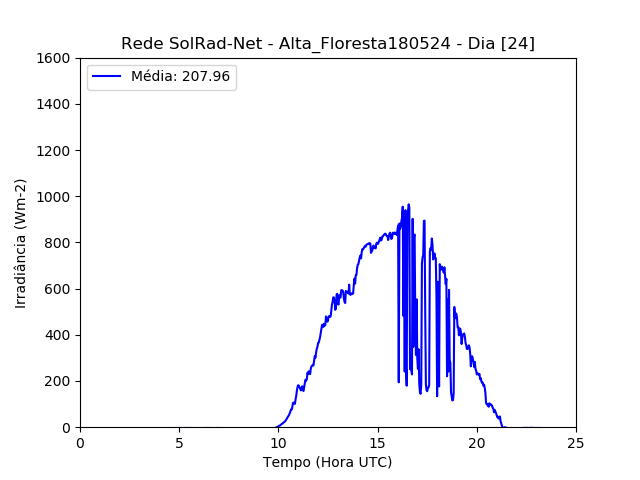 Rede SolRad-Net - Alta_Floresta180524 - Dia [24]
Média: 207.96
1600
1400
1200
1000
800
600
400
200
0
Irradiância (Wm-2)
0 5 10 15 20 25
Tempo (Hora UTC)